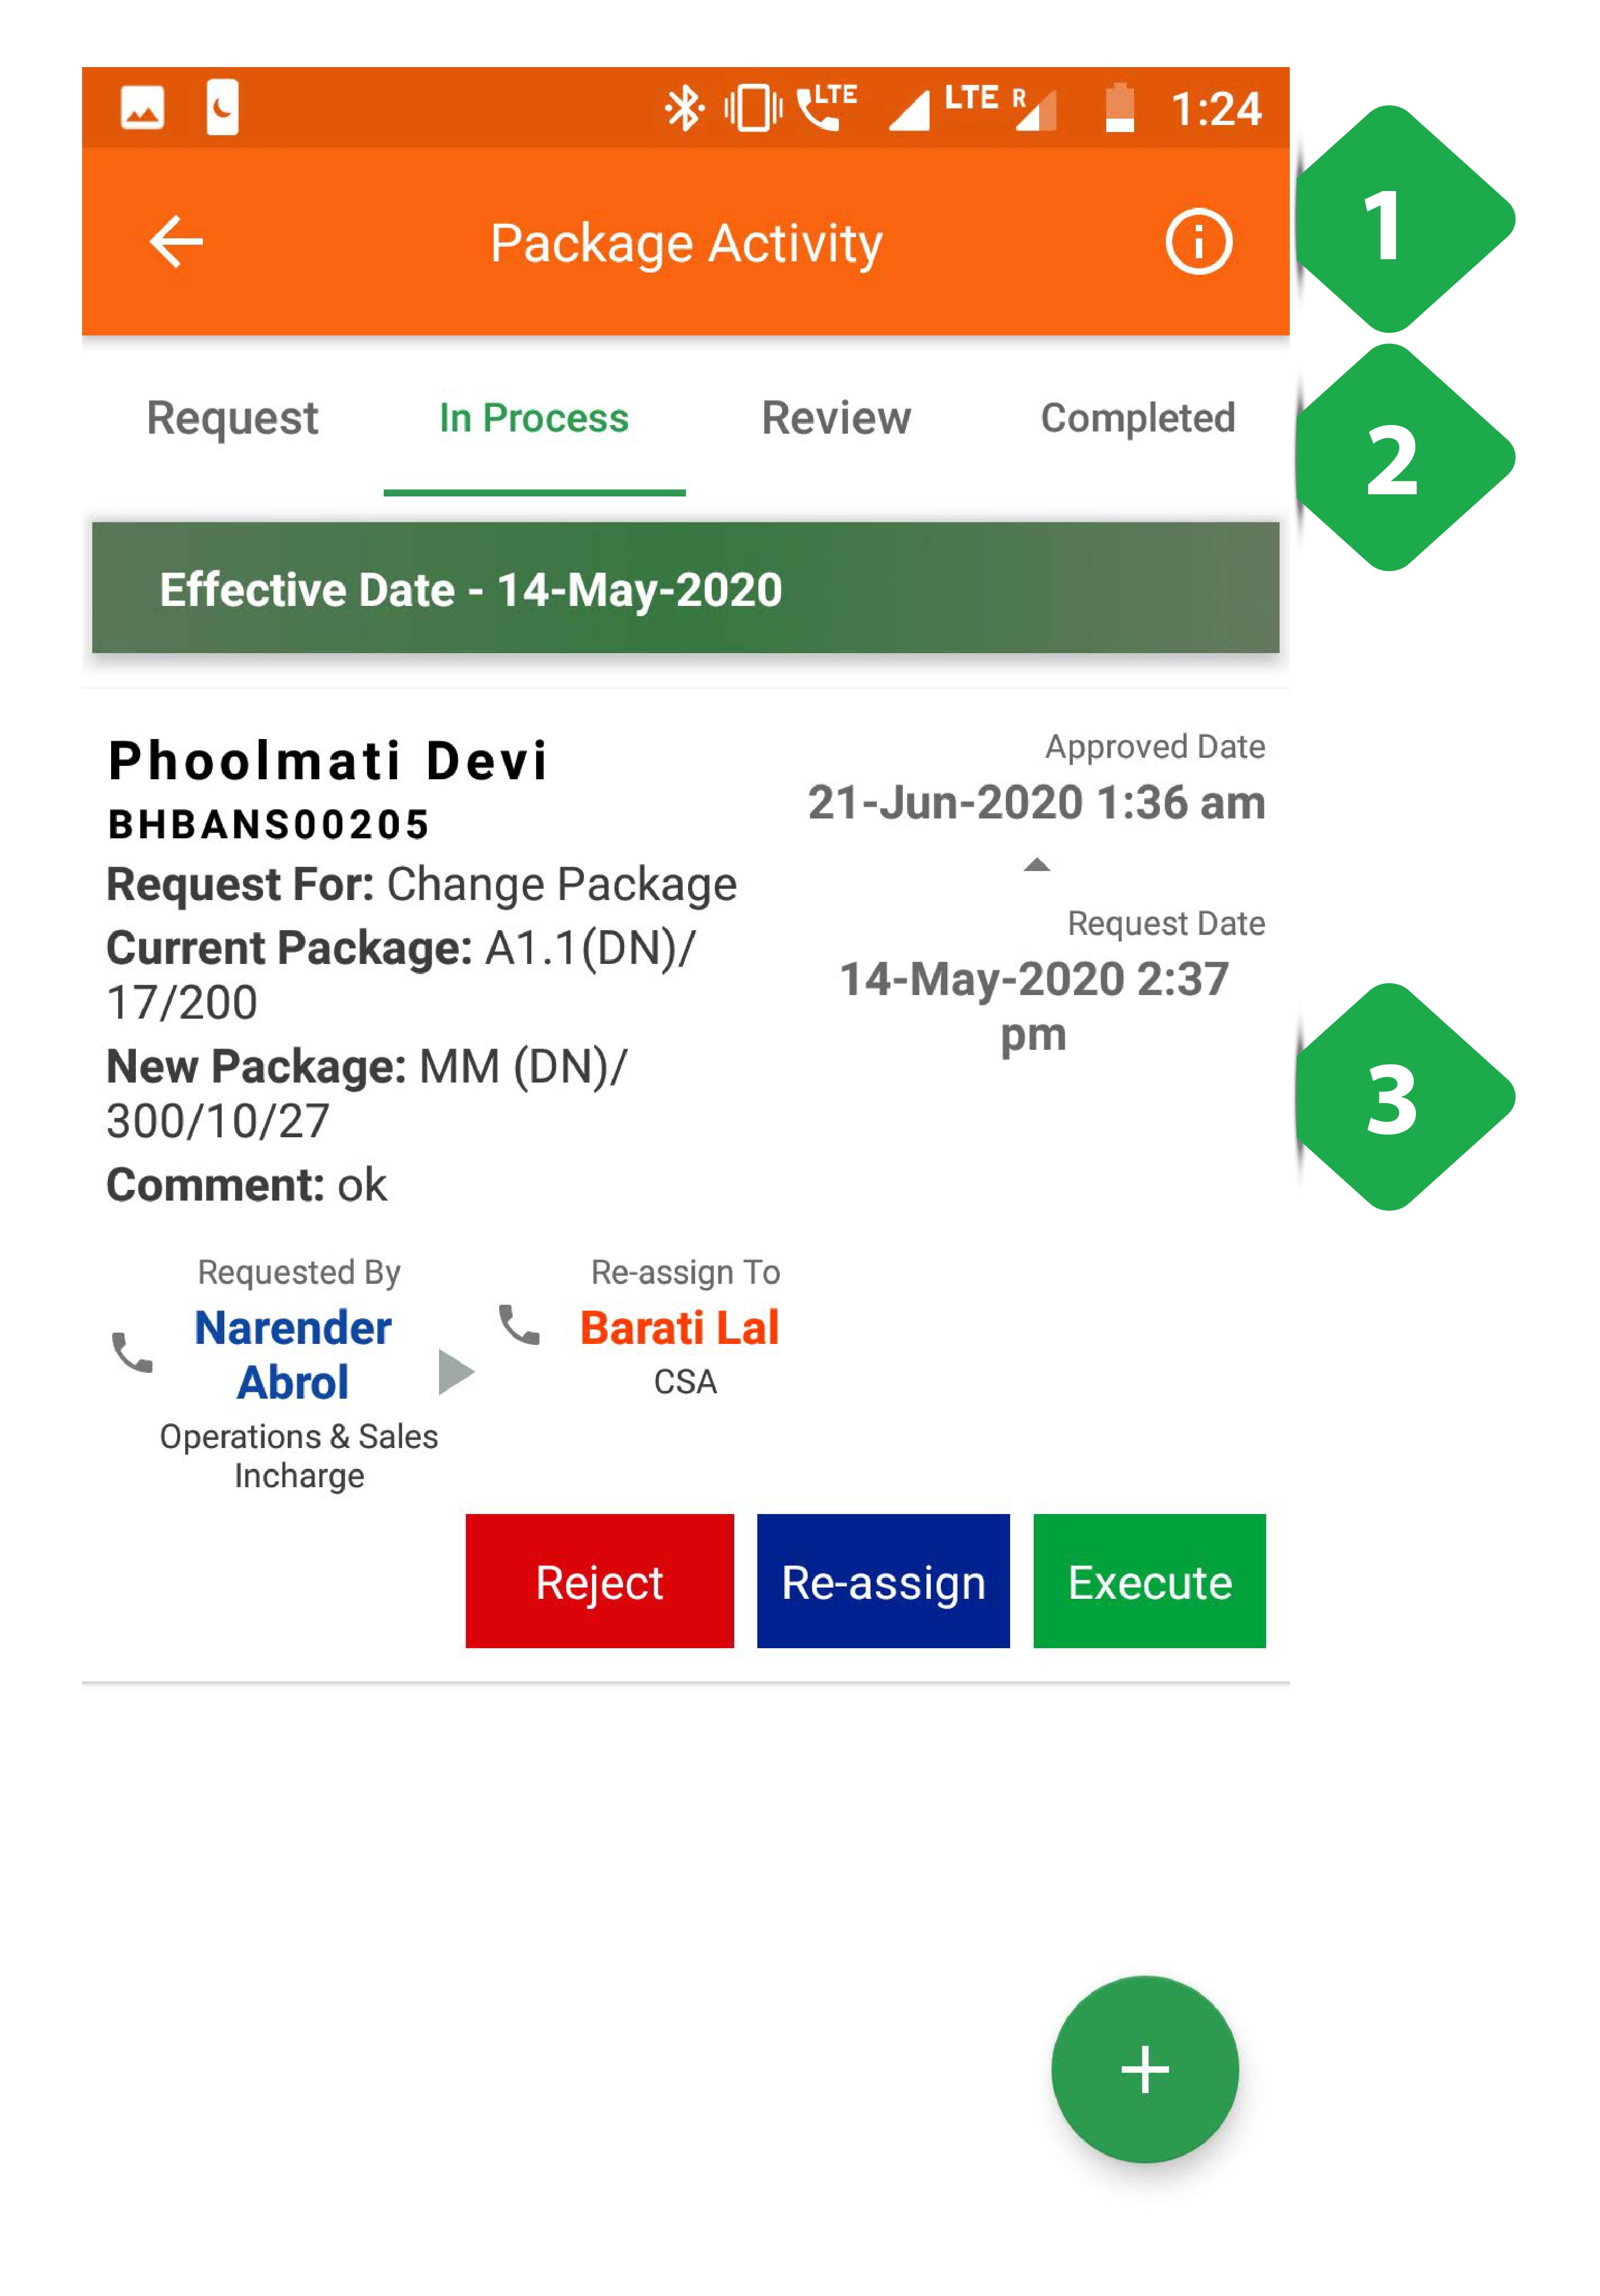 LTE LTE R 1:24
Package Activity
1
Request In Process Review Completed
2
Effective Date - 14-May-2020
Phoolmati Devi
BHBANS00205
Request For: Change Package
Current Package: A1.1(DN)/
17/200
New Package: MM (DN)/
300/10/27
Comment: ok
Approved Date
21-Jun-2020 1:36 am
Request Date
14-May-2020 2:37
pm
3
Requested By
Narender
Abrol
Operations & Sales
Incharge
Re-assign To
Barati Lal
CSA
Reject Re-assign Execute